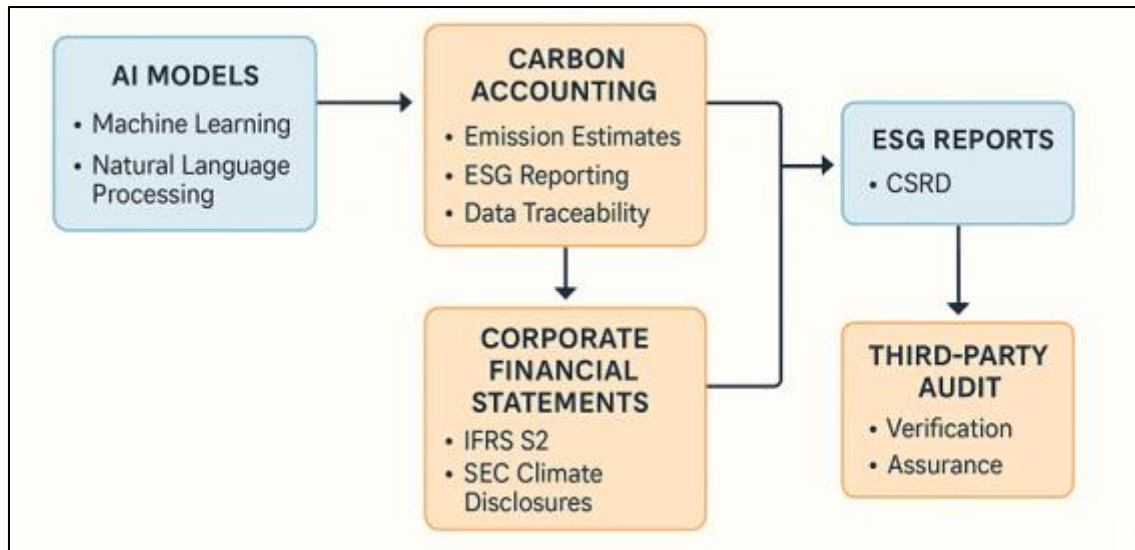 AI MODELS
• Machine Learning
• Natural Language
Processing
CARBON
ACCOUNTING
• Emission Estimates
• ESG Reporting
• Data Traceability
CORPORATE
FINANCIAL
STATEMENTS
• IFRS S2
• SEC Climate
Disclosures
ESG REPORTS
• CSRD
THIRD-PARTY
AUDIT
• Verification
• Assurance